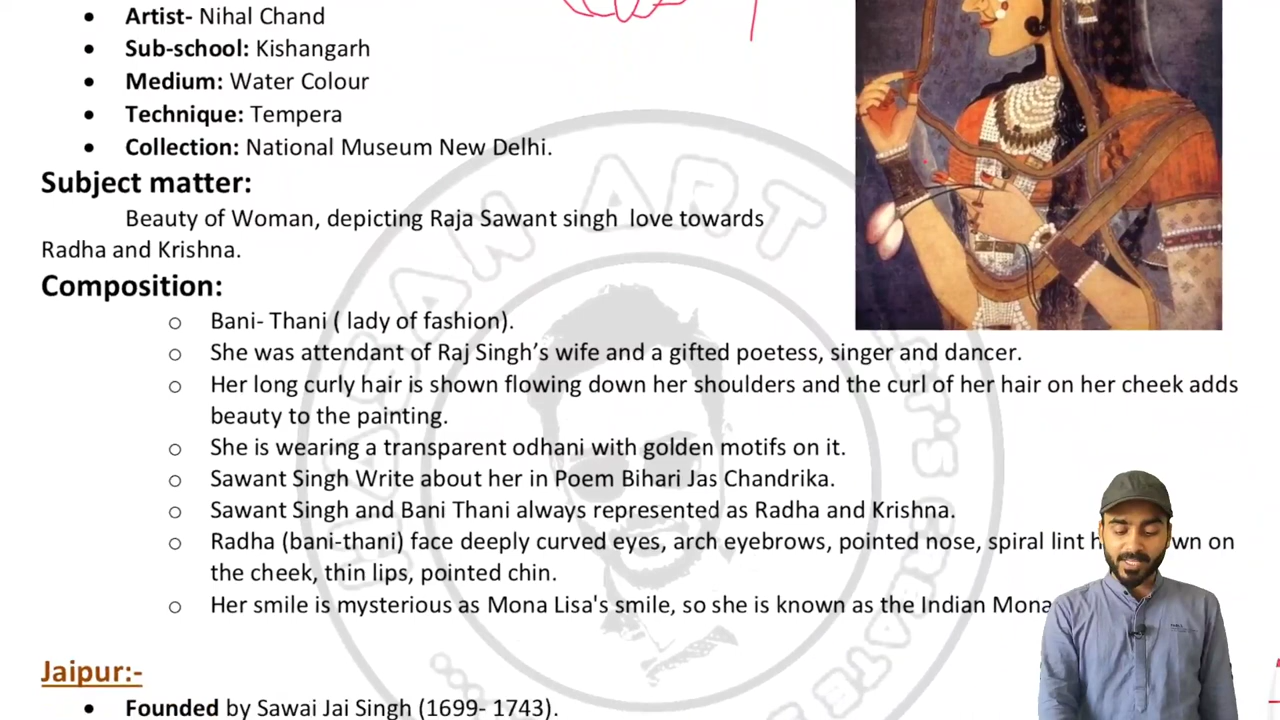 • Artist- Nihal Chand
• Sub-school: Kishangarh
• Medium: Water Colour
• Technique: Tempera
• Collection: National Museum New Delhi.
Subject matter:
Beauty of Woman, depicting Raja Sawant singh love towards
Radha and Krishna.
Composition:
o Bani- Thani ( lady of fashion).
o She was attendant of Raj Singh’s wife and a gifted poetess, singer and dancer.
o Her long curly hair is shown flowing down her shoulders and the curl of her hair on her cheek adds
beauty to the painting.
o She is wearing a transparent odhani with golden motifs on it.
o Sawant Singh Write about her in Poem Bihari Jas Chandrika.
o Sawant Singh and Bani Thani always represented as Radha and Krishna.
o Radha (bani-thani) face deeply curved eyes, arch eyebrows, pointed nose, spiral lint on
the cheek, thin lips, pointed chin.
o Her smile is mysterious as Mona Lisa's smile, so she is known as the Indian Mona
Jaipur:-
• Founded by Sawai Jai Singh (1699- 1743).
HASRAN ART